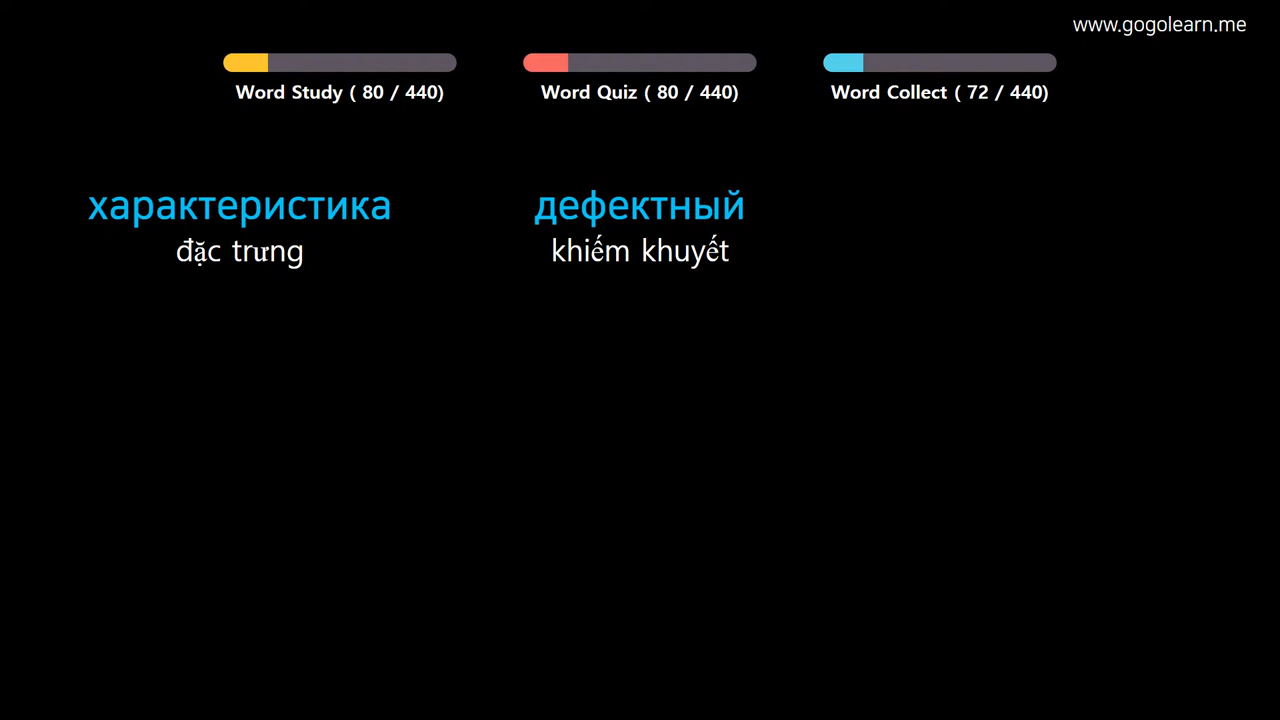 www.gogolearn.me
Word Study ( 80 / 440)
Word Quiz ( 80 / 440)
Word Collect ( 72 / 440)
характеристика
đặc trưng
дефектный
khiếm khuyết